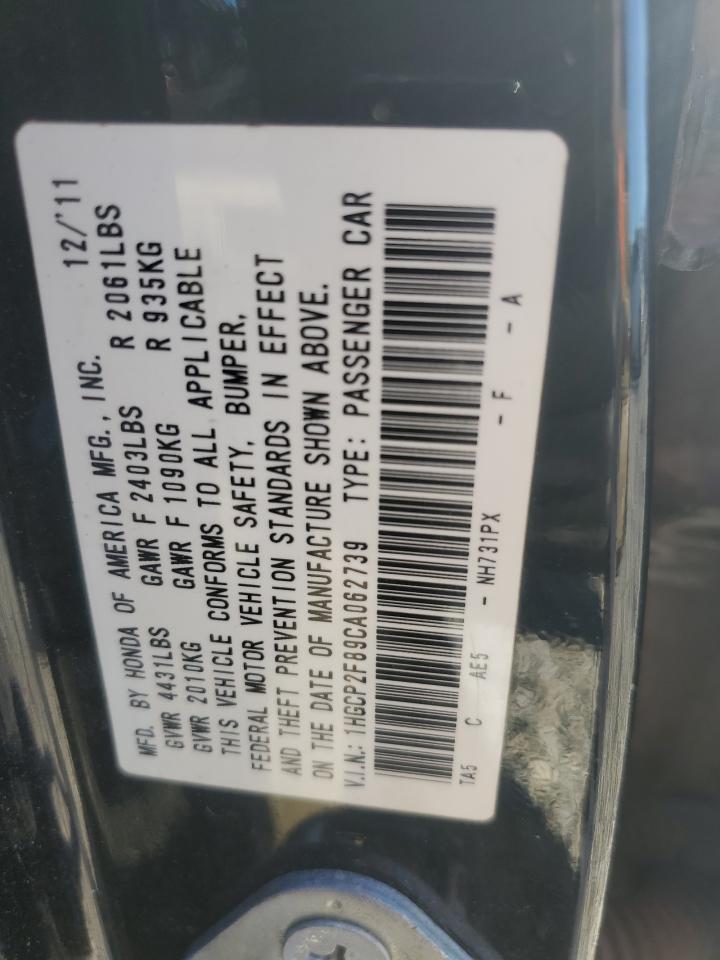 MFD. BY HONDA OF AMERICA MFG., INC. 12/'11
GVWR 4431LBS GAWR F 2403LBS R 2061LBS
GVWR 2010KG GAWR F 1090KG R 935KG
THIS VEHICLE CONFORMS TO ALL APPLICABLE
FEDERAL MOTOR VEHICLE SAFETY, BUMPER,
AND THEFT PREVENTION STANDARDS IN EFFECT
ON THE DATE OF MANUFACTURE SHOWN ABOVE.
V.I.N.: 1HGCP2F89CA062739 TYPE: PASSENGER CAR
TA5 C AE5 - NH731PX - F - A